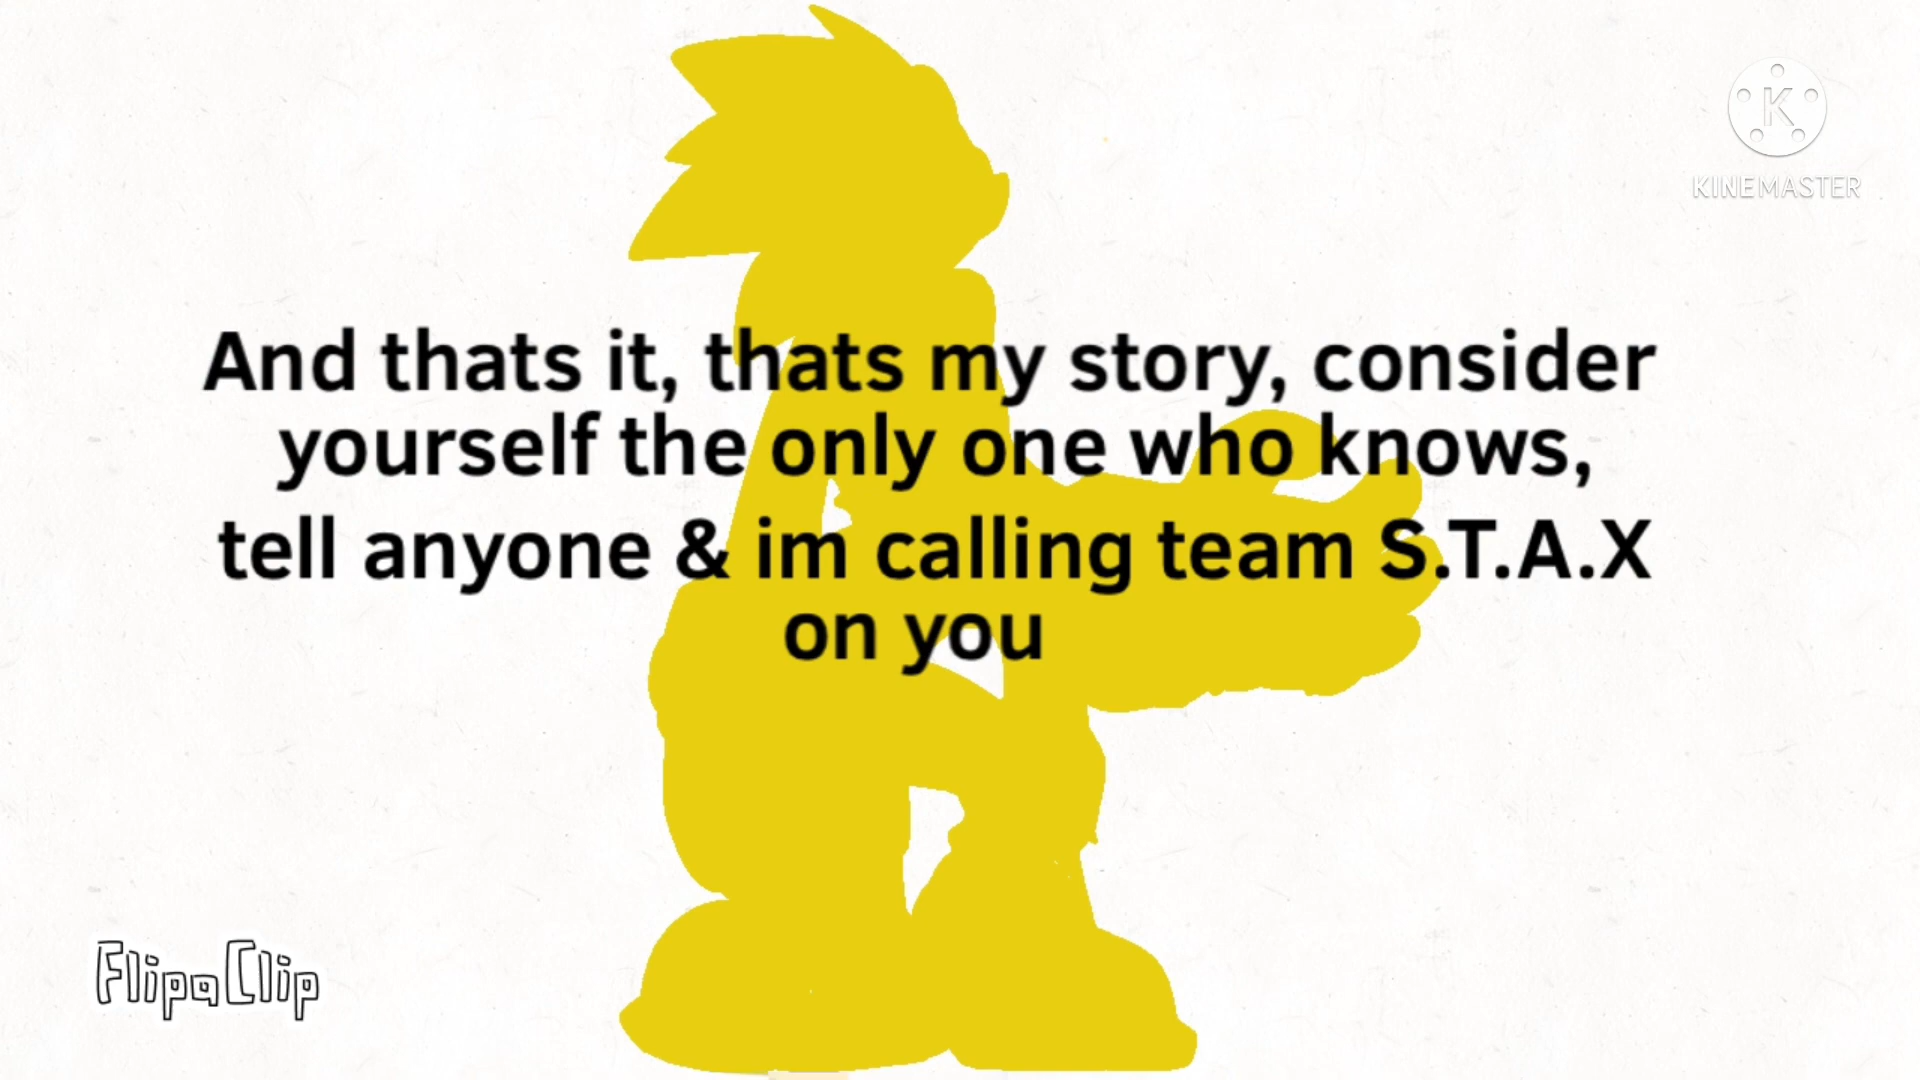 K
KINEMASTER
And thats it, thats my story, consider
yourself the only one who knows,
tell anyone & im calling team S.T.A.X
on you
FlipaClip